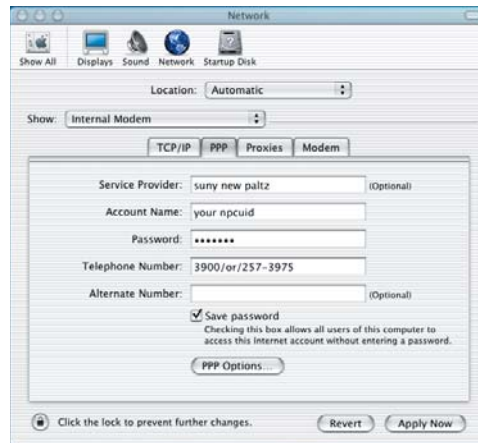 Network
Show All Displays Sound Network Startup Disk
Location: Automatic
Show: Internal Modem
TCP/IP PPP Proxies Modem
Service Provider: suny new paltz (Optional)
Account Name: your npcuid
Password: •••••••
Telephone Number: 3900/or/257-3975
Alternate Number: (Optional)
Save password
Checking this box allows all users of this computer to
access this Internet account without entering a password.
PPP Options...
Click the lock to prevent further changes. Revert Apply Now